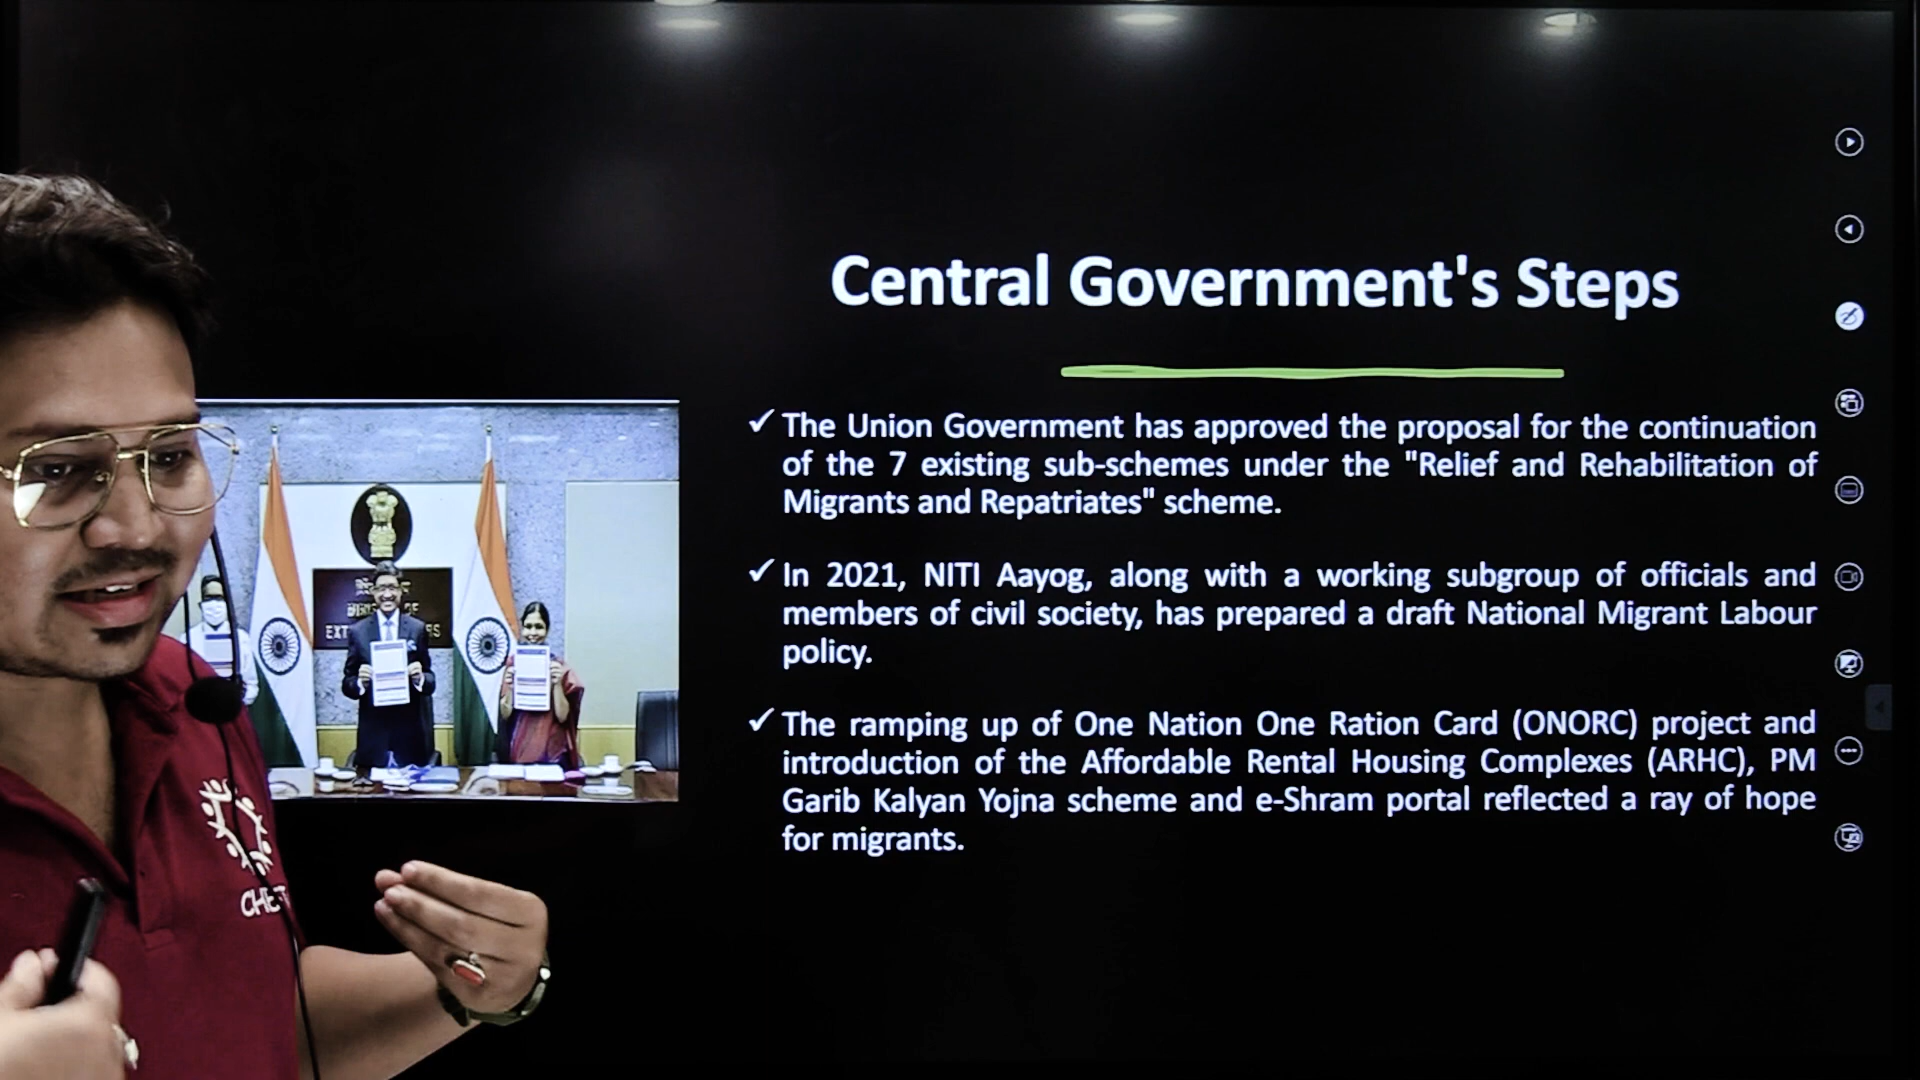 Central Government's Steps
✓ The Union Government has approved the proposal for the continuation
of the 7 existing sub-schemes under the "Relief and Rehabilitation of
Migrants and Repatriates" scheme.
✓ In 2021, NITI Aayog, along with a working subgroup of officials and
members of civil society, has prepared a draft National Migrant Labour
policy.
✓ The ramping up of One Nation One Ration Card (ONORC) project and
introduction of the Affordable Rental Housing Complexes (ARHC), PM
Garib Kalyan Yojna scheme and e-Shram portal reflected a ray of hope
for migrants.